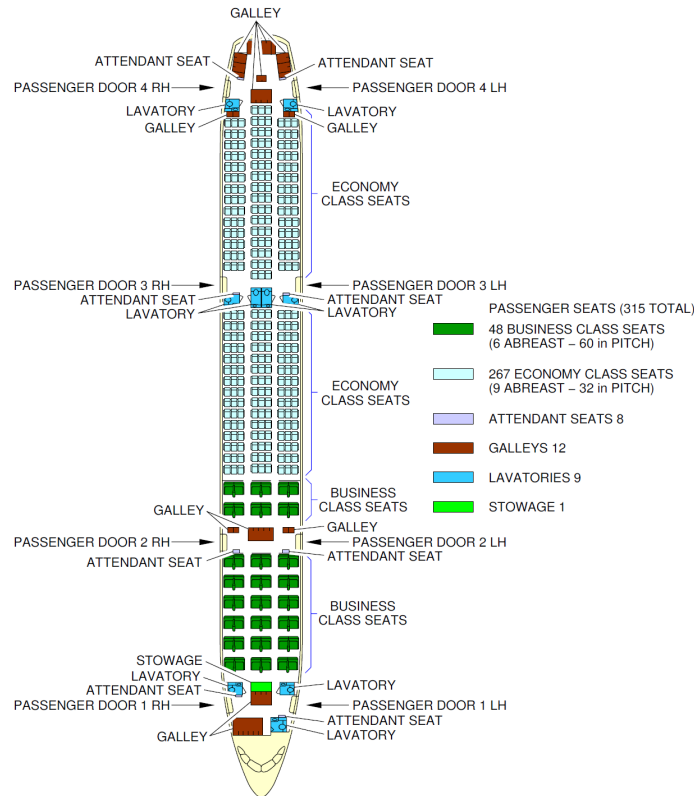 GALLEY
ATTENDANT SEAT
ATTENDANT SEAT
PASSENGER DOOR 4 RH
PASSENGER DOOR 4 LH
LAVATORY
LAVATORY
GALLEY
GALLEY
ECONOMY
CLASS SEATS
PASSENGER DOOR 3 RH
PASSENGER DOOR 3 LH
ATTENDANT SEAT
ATTENDANT SEAT
LAVATORY
LAVATORY
PASSENGER SEATS (315 TOTAL)
48 BUSINESS CLASS SEATS
(6 ABREAST – 60 in PITCH)
267 ECONOMY CLASS SEATS
(9 ABREAST – 32 in PITCH)
ATTENDANT SEATS 8
GALLEYS 12
LAVATORIES 9
STOWAGE 1
ECONOMY
CLASS SEATS
BUSINESS
CLASS SEATS
GALLEY
GALLEY
PASSENGER DOOR 2 RH
PASSENGER DOOR 2 LH
ATTENDANT SEAT
ATTENDANT SEAT
BUSINESS
CLASS SEATS
STOWAGE
LAVATORY
LAVATORY
ATTENDANT SEAT
PASSENGER DOOR 1 RH
PASSENGER DOOR 1 LH
ATTENDANT SEAT
GALLEY
LAVATORY